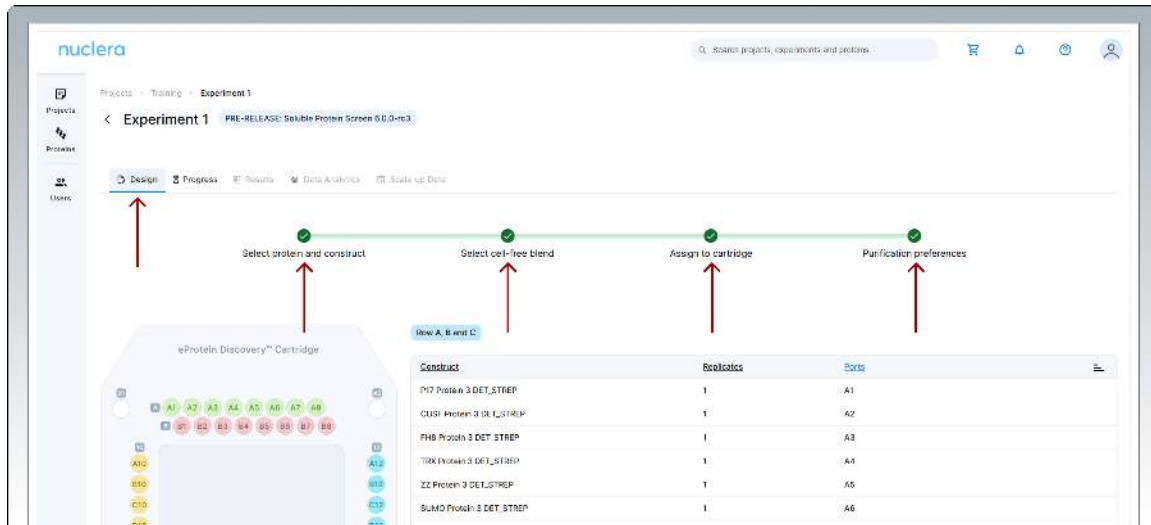 nuclera
Search projects, experiments and proteins
Projects
Proteins
Users
Projects > Training > Experiment 1
< Experiment 1 PRE-RELEASE: Soluble Protein Screen 6.0.0-rc3
Design Progress Results Data Analytics Scale-up Data
Select protein and construct Select cell-free blend Assign to cartridge Purification preferences
eProtein Discovery™ Cartridge
A A1 A2 A3 A4 A5 A6 A7 A8
B1 B2 B3 B4 B5 B6 B7 B8
A10 A12
B10 B12
C10 C12
D10 D12
Row A, B and C
Construct Replicates Ports
P17 Protein 3 DET_STREP 1 A1
CUSF Protein 3 DET_STREP 1 A2
FH8 Protein 3 DET_STREP 1 A3
TRX Protein 3 DET_STREP 1 A4
ZZ Protein 3 DET_STREP 1 A5
SUMO Protein 3 DET_STREP 1 A6